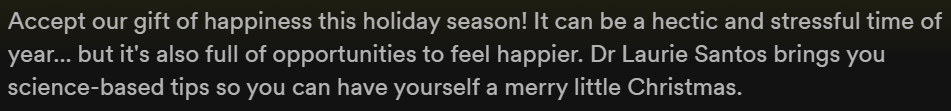 Accept our gift of happiness this holiday season! It can be a hectic and stressful time of
year... but it's also full of opportunities to feel happier. Dr Laurie Santos brings you
science-based tips so you can have yourself a merry little Christmas.